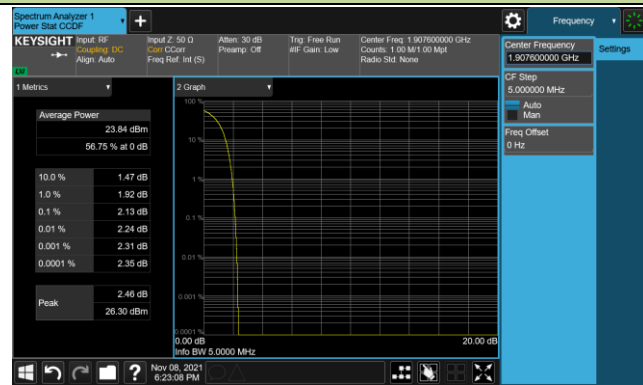 Spectrum Analyzer 1
Power Stat CCDF
Frequency
KEYSIGHT
Input: RF
Coupling: DC
Align: Auto
Input Z: 50 Ω
Corr CCorr
Freq Ref: Int (S)
Atten: 30 dB
Preamp: Off
Trig: Free Run
#IF Gain: Low
Center Freq: 1.907600000 GHz
Counts: 1.00 M/1.00 Mpt
Radio Std: None
LXI
Center Frequency
1.907600000 GHz
Settings
CF Step
5.000000 MHz
Auto
Man
Freq Offset
0 Hz
1 Metrics
Average Power
23.84 dBm
56.75 % at 0 dB
10.0 % 1.47 dB
1.0 % 1.92 dB
0.1 % 2.13 dB
0.01 % 2.24 dB
0.001 % 2.31 dB
0.0001 % 2.35 dB
Peak
2.46 dB
26.30 dBm
2 Graph
100 %
10 %
1 %
0.1 %
0.01 %
0.001 %
0.0001 %
0.00 dB
20.00 dB
Info BW 5.0000 MHz
?
Nov 08, 2021
6:23:08 PM